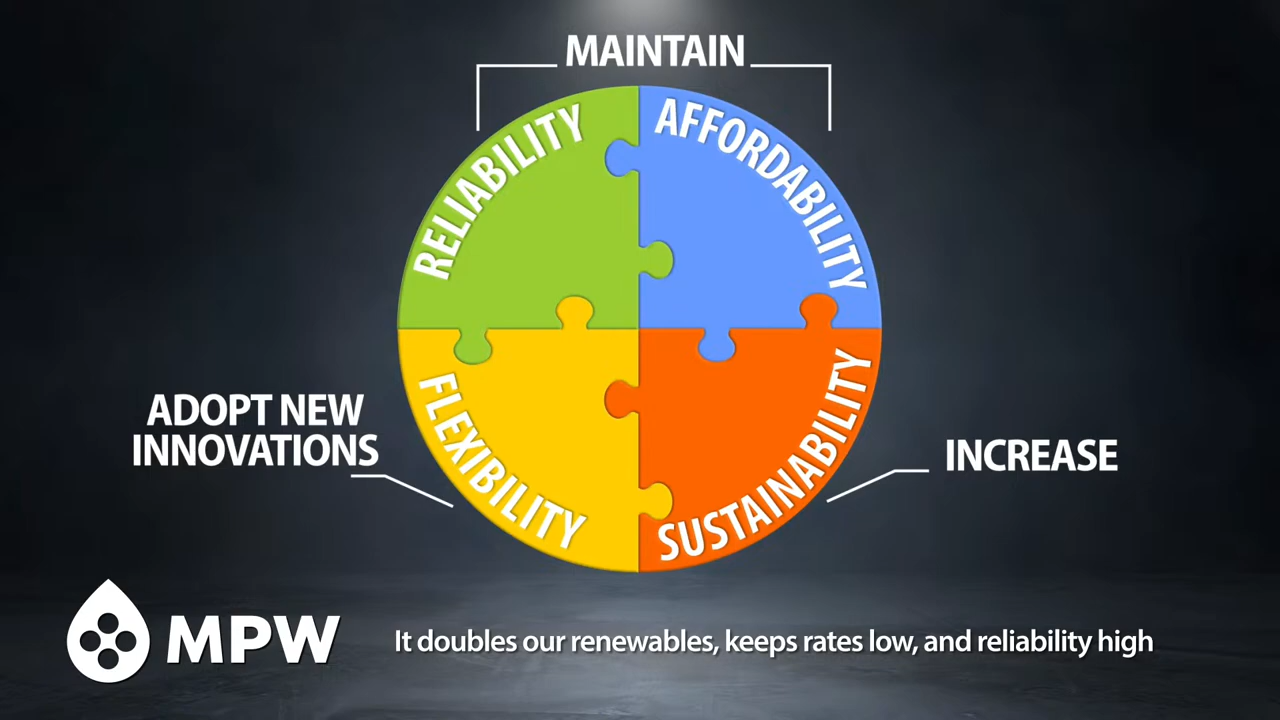 MAINTAIN
RELIABILITY
AFFORDABILITY
ADOPT NEW
INNOVATIONS
FLEXIBILITY
SUSTAINABILITY
INCREASE
MPW
It doubles our renewables, keeps rates low, and reliability high